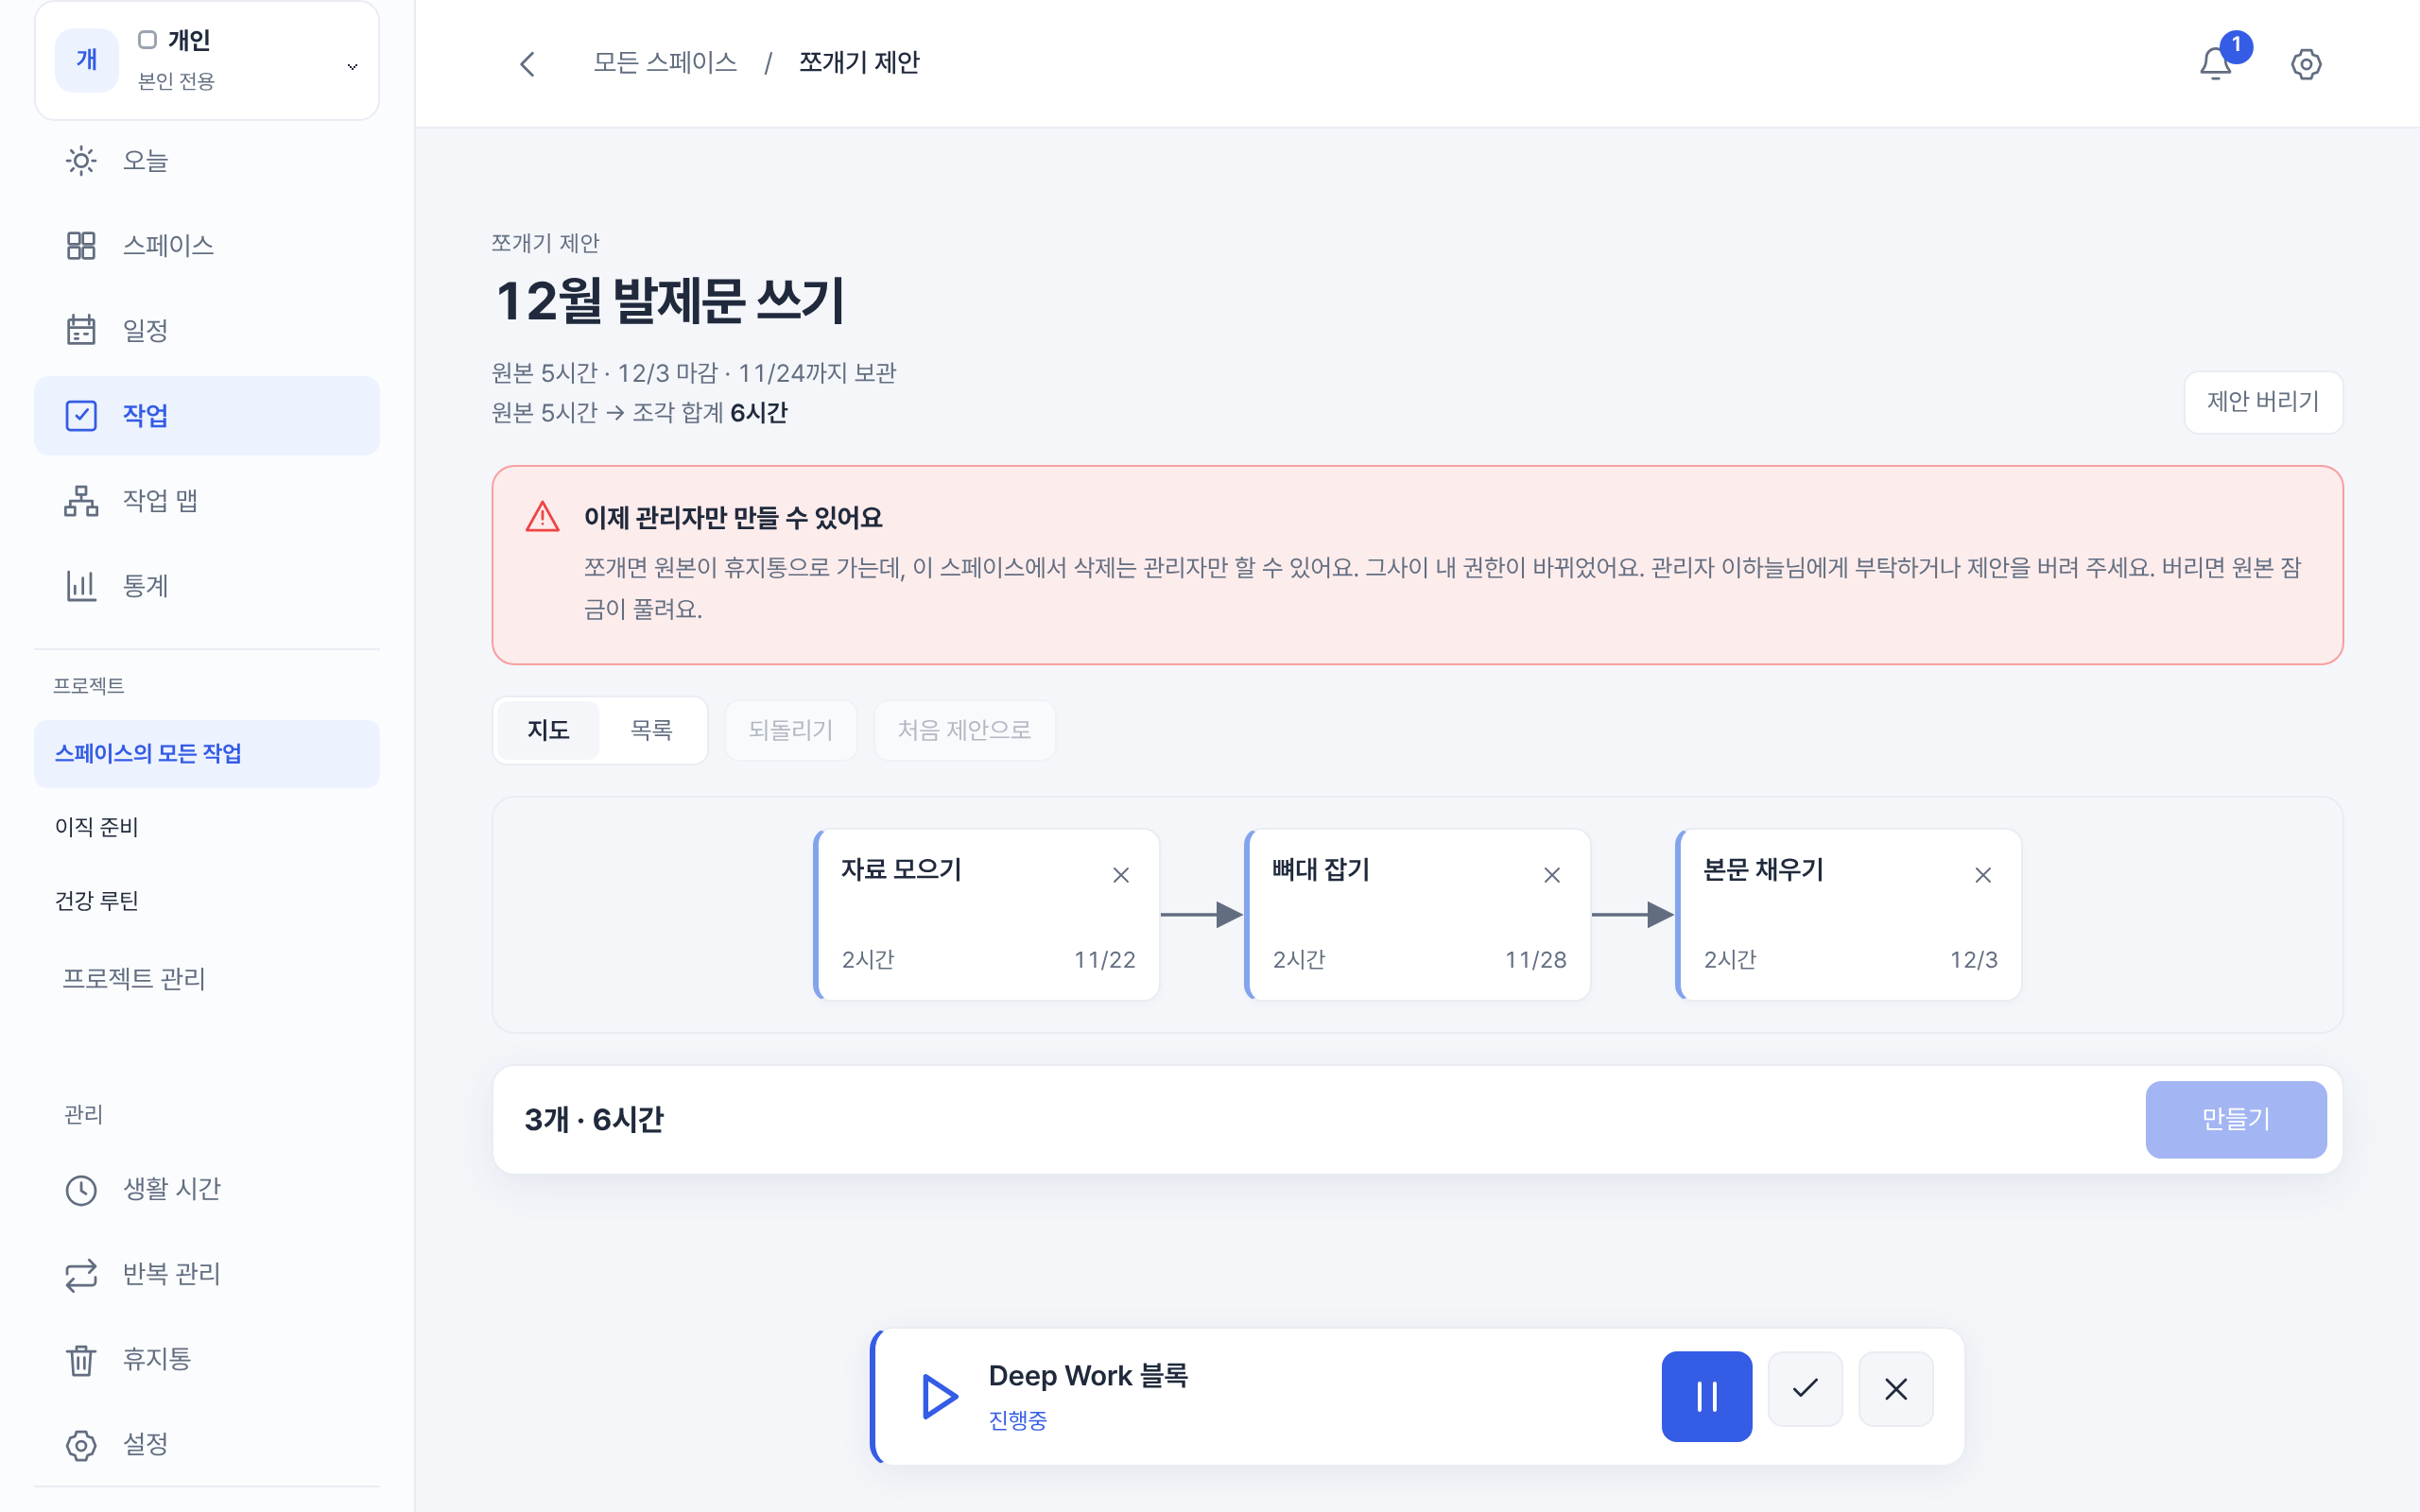 개
개인
본인 전용
오늘
스페이스
일정
작업
작업 맵
통계
프로젝트
스페이스의 모든 작업
이직 준비
건강 루틴
프로젝트 관리
관리
생활 시간
반복 관리
휴지통
설정
모든 스페이스 / 쪼개기 제안
1
쪼개기 제안
12월 발제문 쓰기
원본 5시간 · 12/3 마감 · 11/24까지 보관
원본 5시간 → 조각 합계 6시간
제안 버리기
이제 관리자만 만들 수 있어요
쪼개면 원본이 휴지통으로 가는데, 이 스페이스에서 삭제는 관리자만 할 수 있어요. 그사이 내 권한이 바뀌었어요. 관리자 이하늘님에게 부탁하거나 제안을 버려 주세요. 버리면 원본 잠
금이 풀려요.
지도 목록 되돌리기 처음 제안으로
자료 모으기
2시간 11/22
뼈대 잡기
2시간 11/28
본문 채우기
2시간 12/3
3개 · 6시간
만들기
Deep Work 블록
진행중